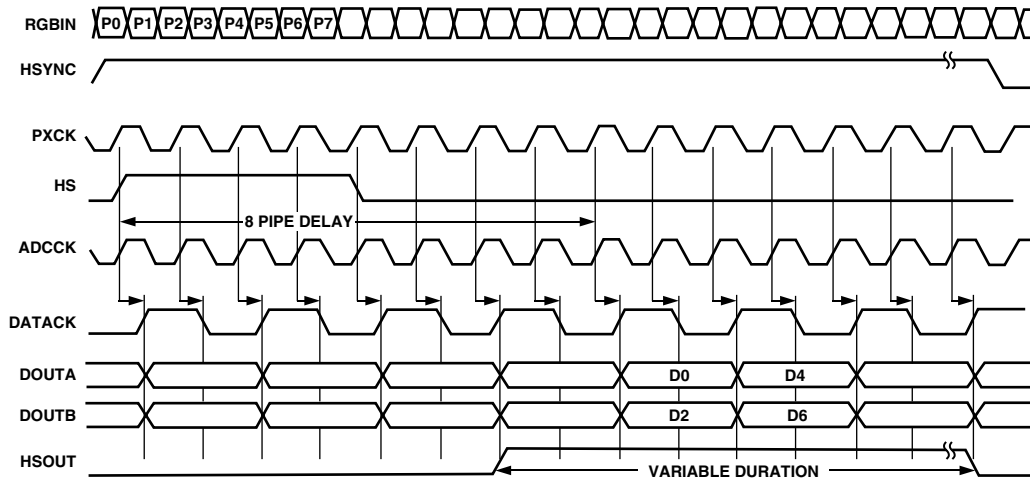 RGBIN P0 P1 P2 P3 P4 P5 P6 P7
HSYNC
PXCK
HS
8 PIPE DELAY
ADCCK
DATACK
DOUTA D0 D4
DOUTB D2 D6
HSOUT VARIABLE DURATION